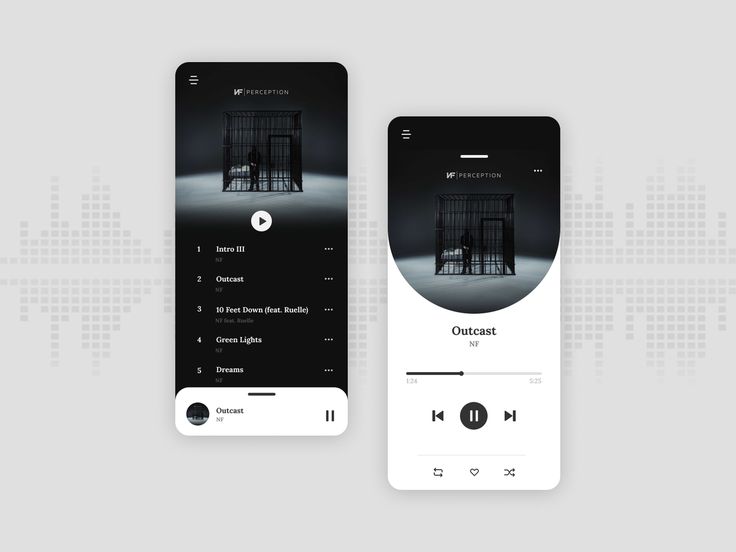 NF PERCEPTION
1 Intro III
NF
2 Outcast
NF
3 10 Feet Down (feat. Ruelle)
NF feat. Ruelle
4 Green Lights
NF
5 Dreams
NF
Outcast
NF
NF PERCEPTION
Outcast
NF
1:24 5:25